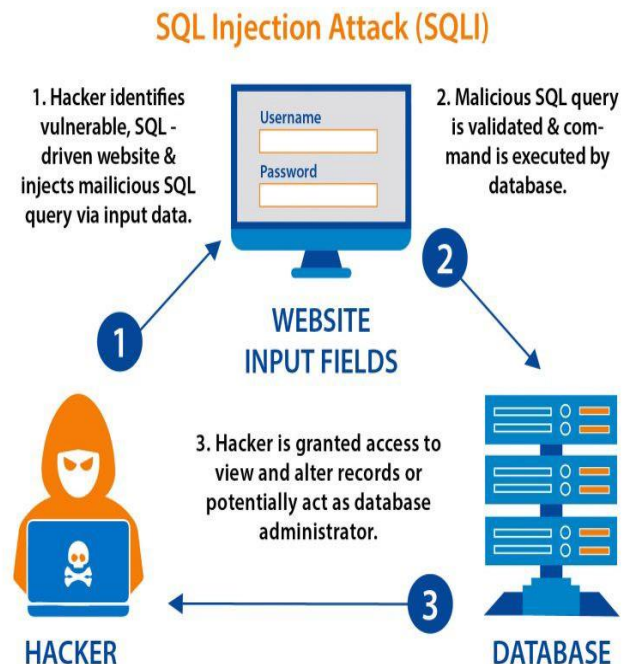 SQL Injection Attack (SQLI)
1. Hacker identifies
vulnerable, SQL -
driven website &
injects mailicious SQL
query via input data.
Username
Password
2. Malicious SQL query
is validated & com-
mand is executed by
database.
1
2
WEBSITE
INPUT FIELDS
3. Hacker is granted access to
view and alter records or
potentially act as database
administrator.
3
HACKER
DATABASE